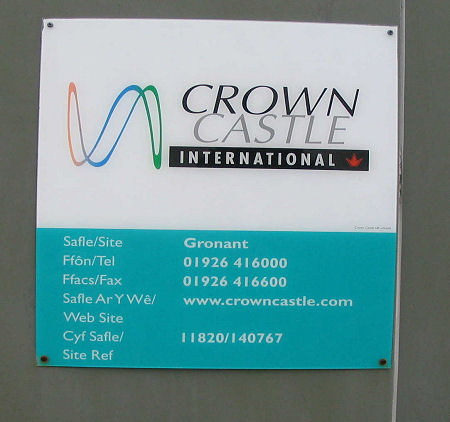 CROWN
CASTLE
INTERNATIONAL
Safle/Site Gronant
Ffôn/Tel 01926 416000
Ffacs/Fax 01926 416600
Safle Ar Y Wê/ www.crowncastle.com
Web Site
Cyf Safle/ 11820/140767
Site Ref